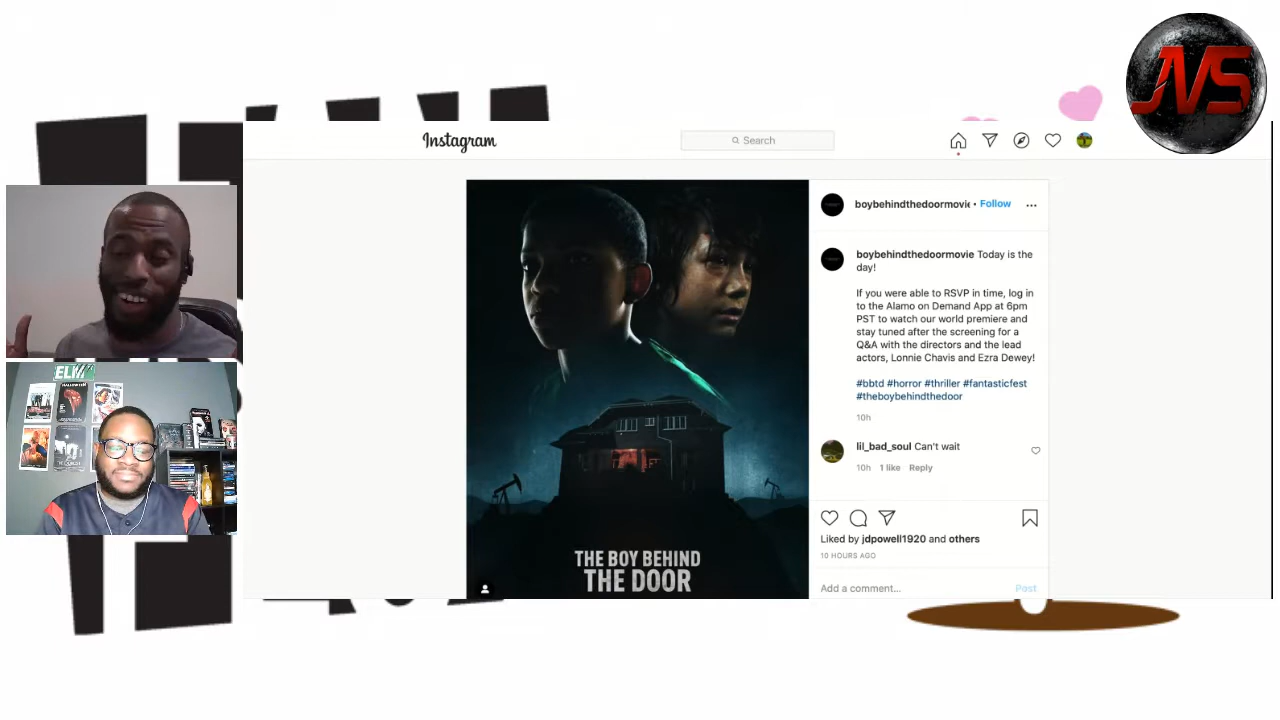 JVS
Instagram
Search
ELM
HALLOWEEN
THE BOY BEHIND
THE DOOR
boybehindthedoormovie • Follow
boybehindthedoormovie Today is the
day!
If you were able to RSVP in time, log in
to the Alamo on Demand App at 6pm
PST to watch our world premiere and
stay tuned after the screening for a
Q&A with the directors and the lead
actors, Lonnie Chavis and Ezra Dewey!
#bbtd #horror #thriller #fantasticfest
#theboybehindthedoor
10h
lil_bad_soul Can't wait
10h 1 like Reply
Liked by jdpowell1920 and others
10 HOURS AGO
Add a comment...
Post